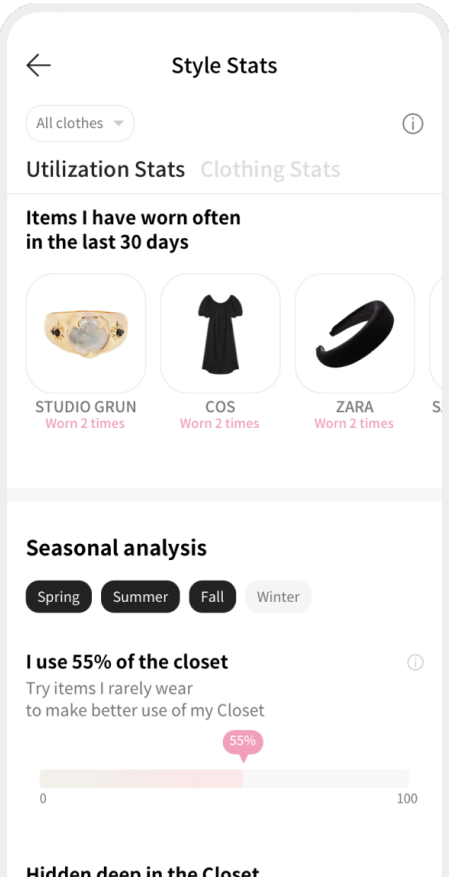 Style Stats
All clothes
Utilization Stats Clothing Stats
Items I have worn often
in the last 30 days
STUDIO GRUN COS ZARA S
Worn 2 times Worn 2 times Worn 2 times
Seasonal analysis
Spring Summer Fall Winter
I use 55% of the closet
Try items I rarely wear
to make better use of my Closet
55%
0 100
Hidden deep in the Closet